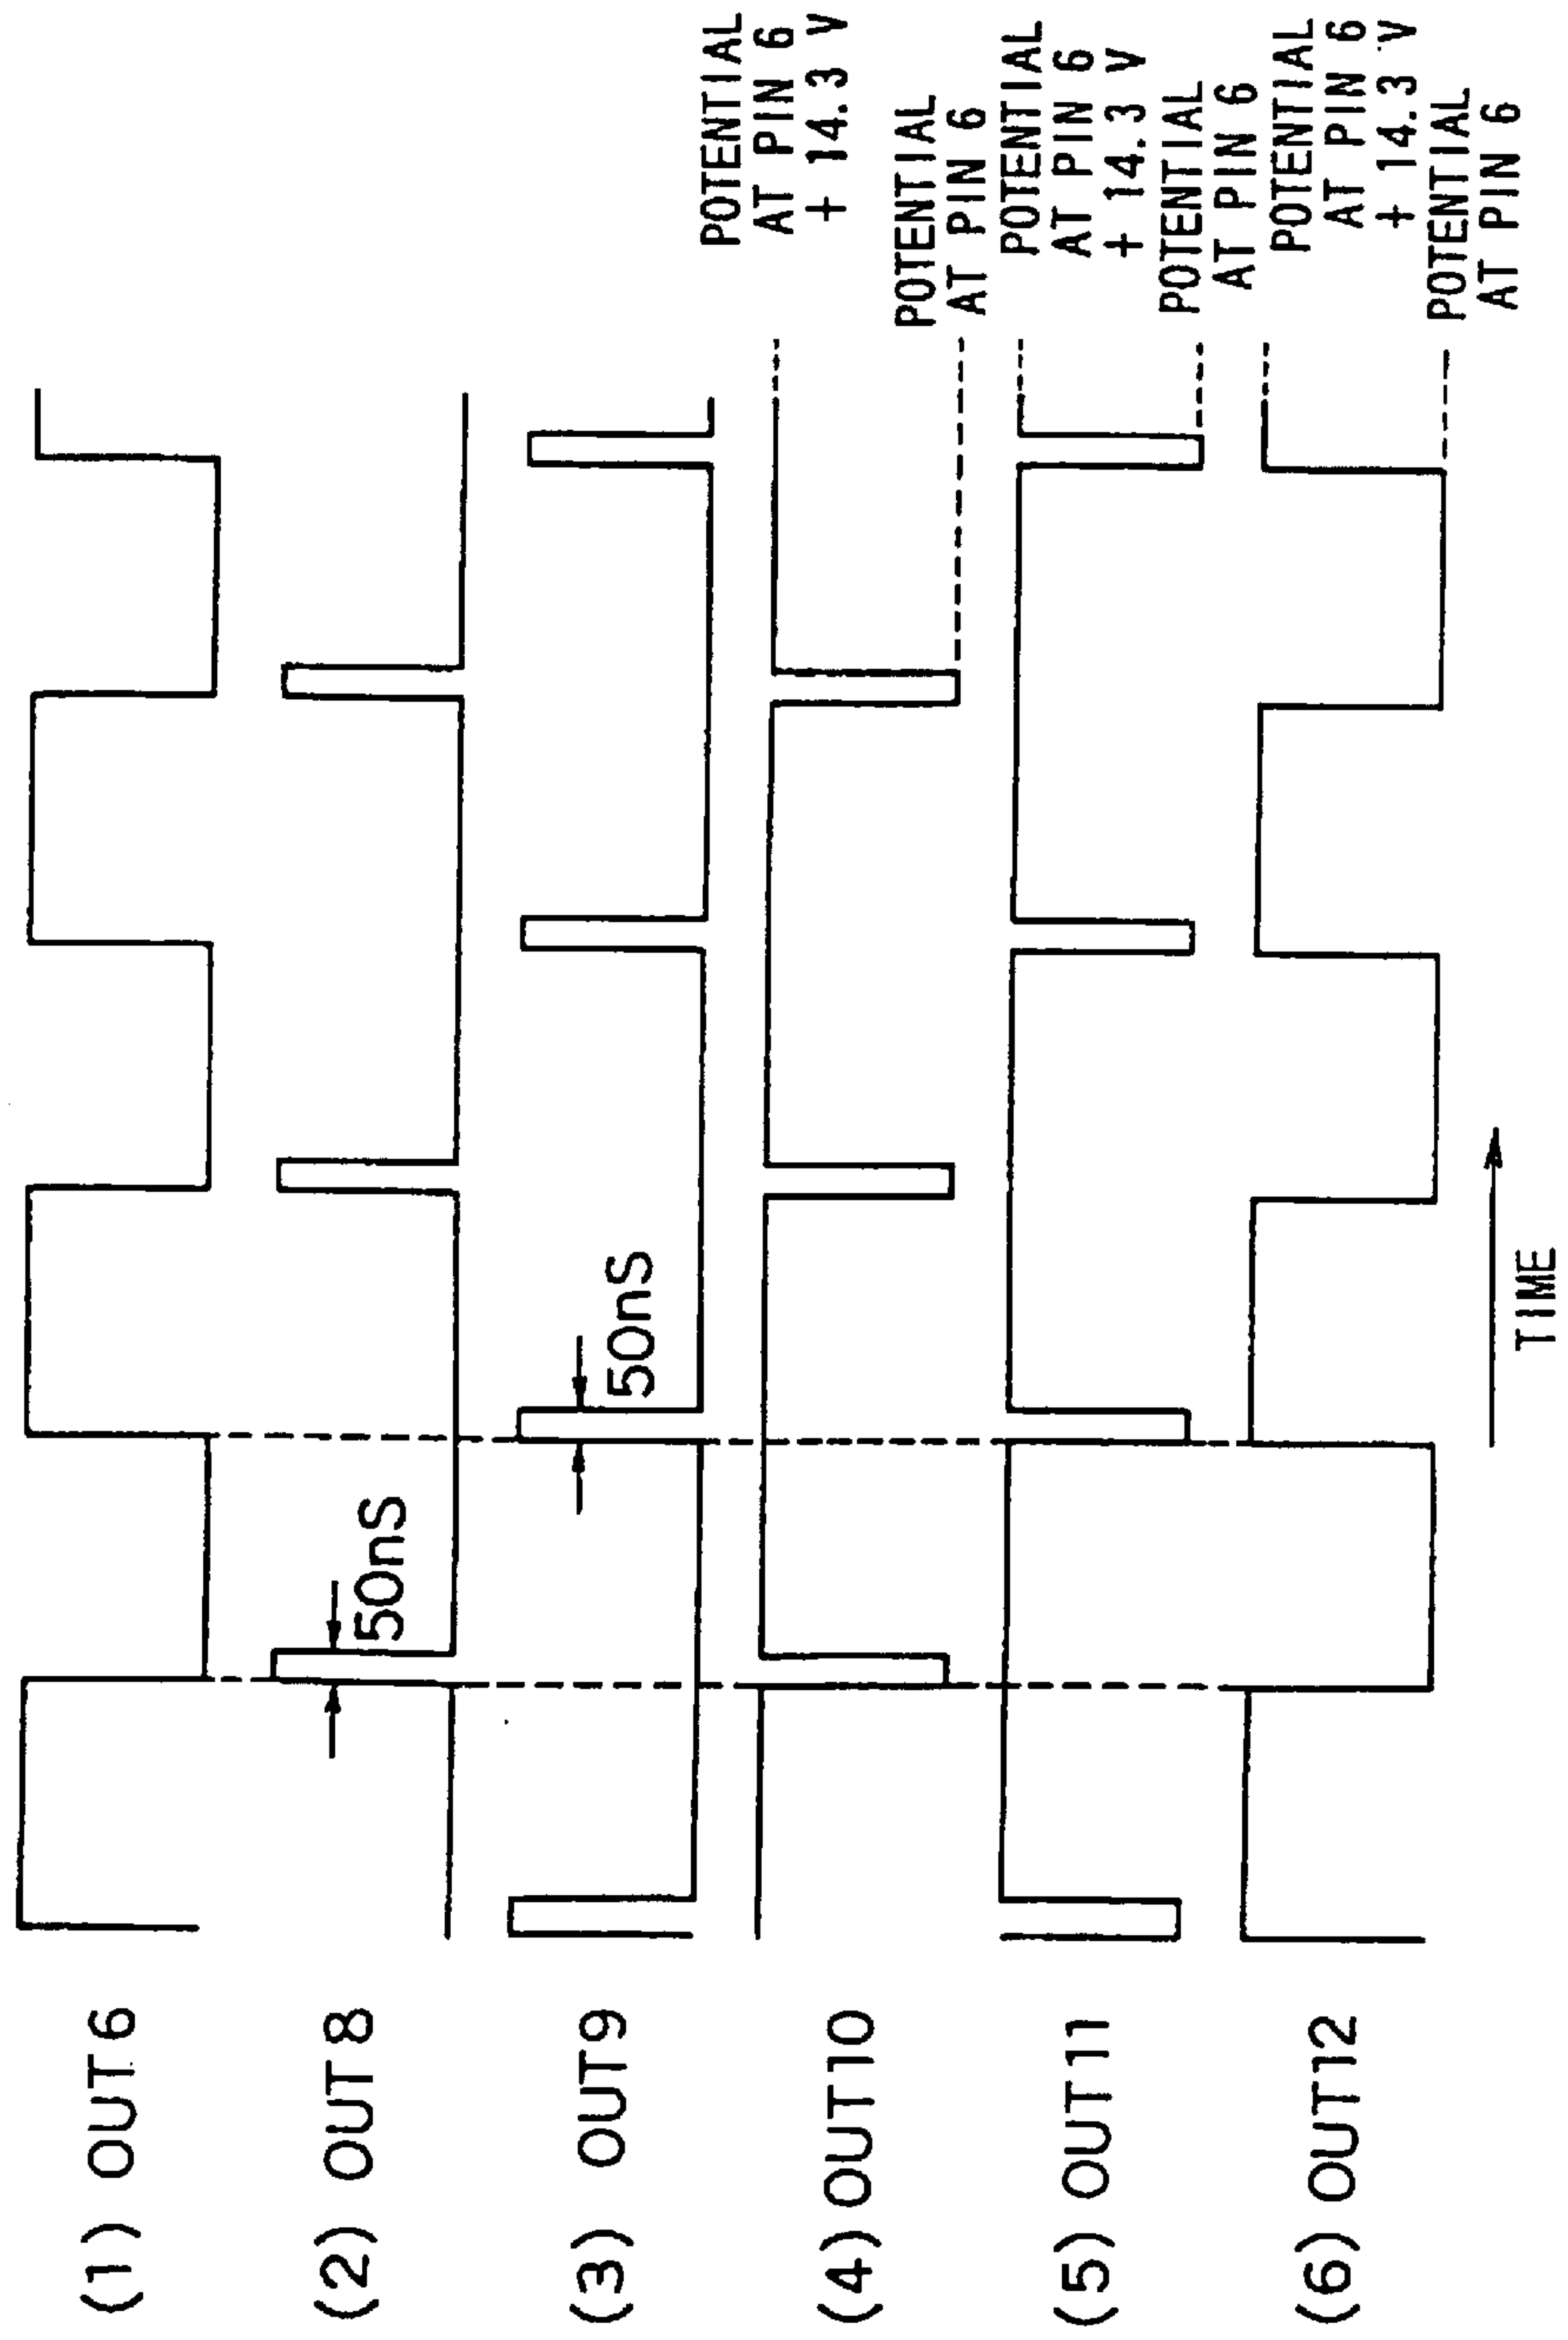 (1) OUT6
(2) OUT8
50nS
(3) OUT9
50nS
(4) OUT10
POTENTIAL
AT PIN 6
+ 14.3 V
POTENTIAL
AT PIN 6
(5) OUT11
POTENTIAL
AT PIN 6
+ 14.3 V
POTENTIAL
AT PIN 6
(6) OUT12
POTENTIAL
AT PIN 6
+ 14.3 V
POTENTIAL
AT PIN 6
TIME